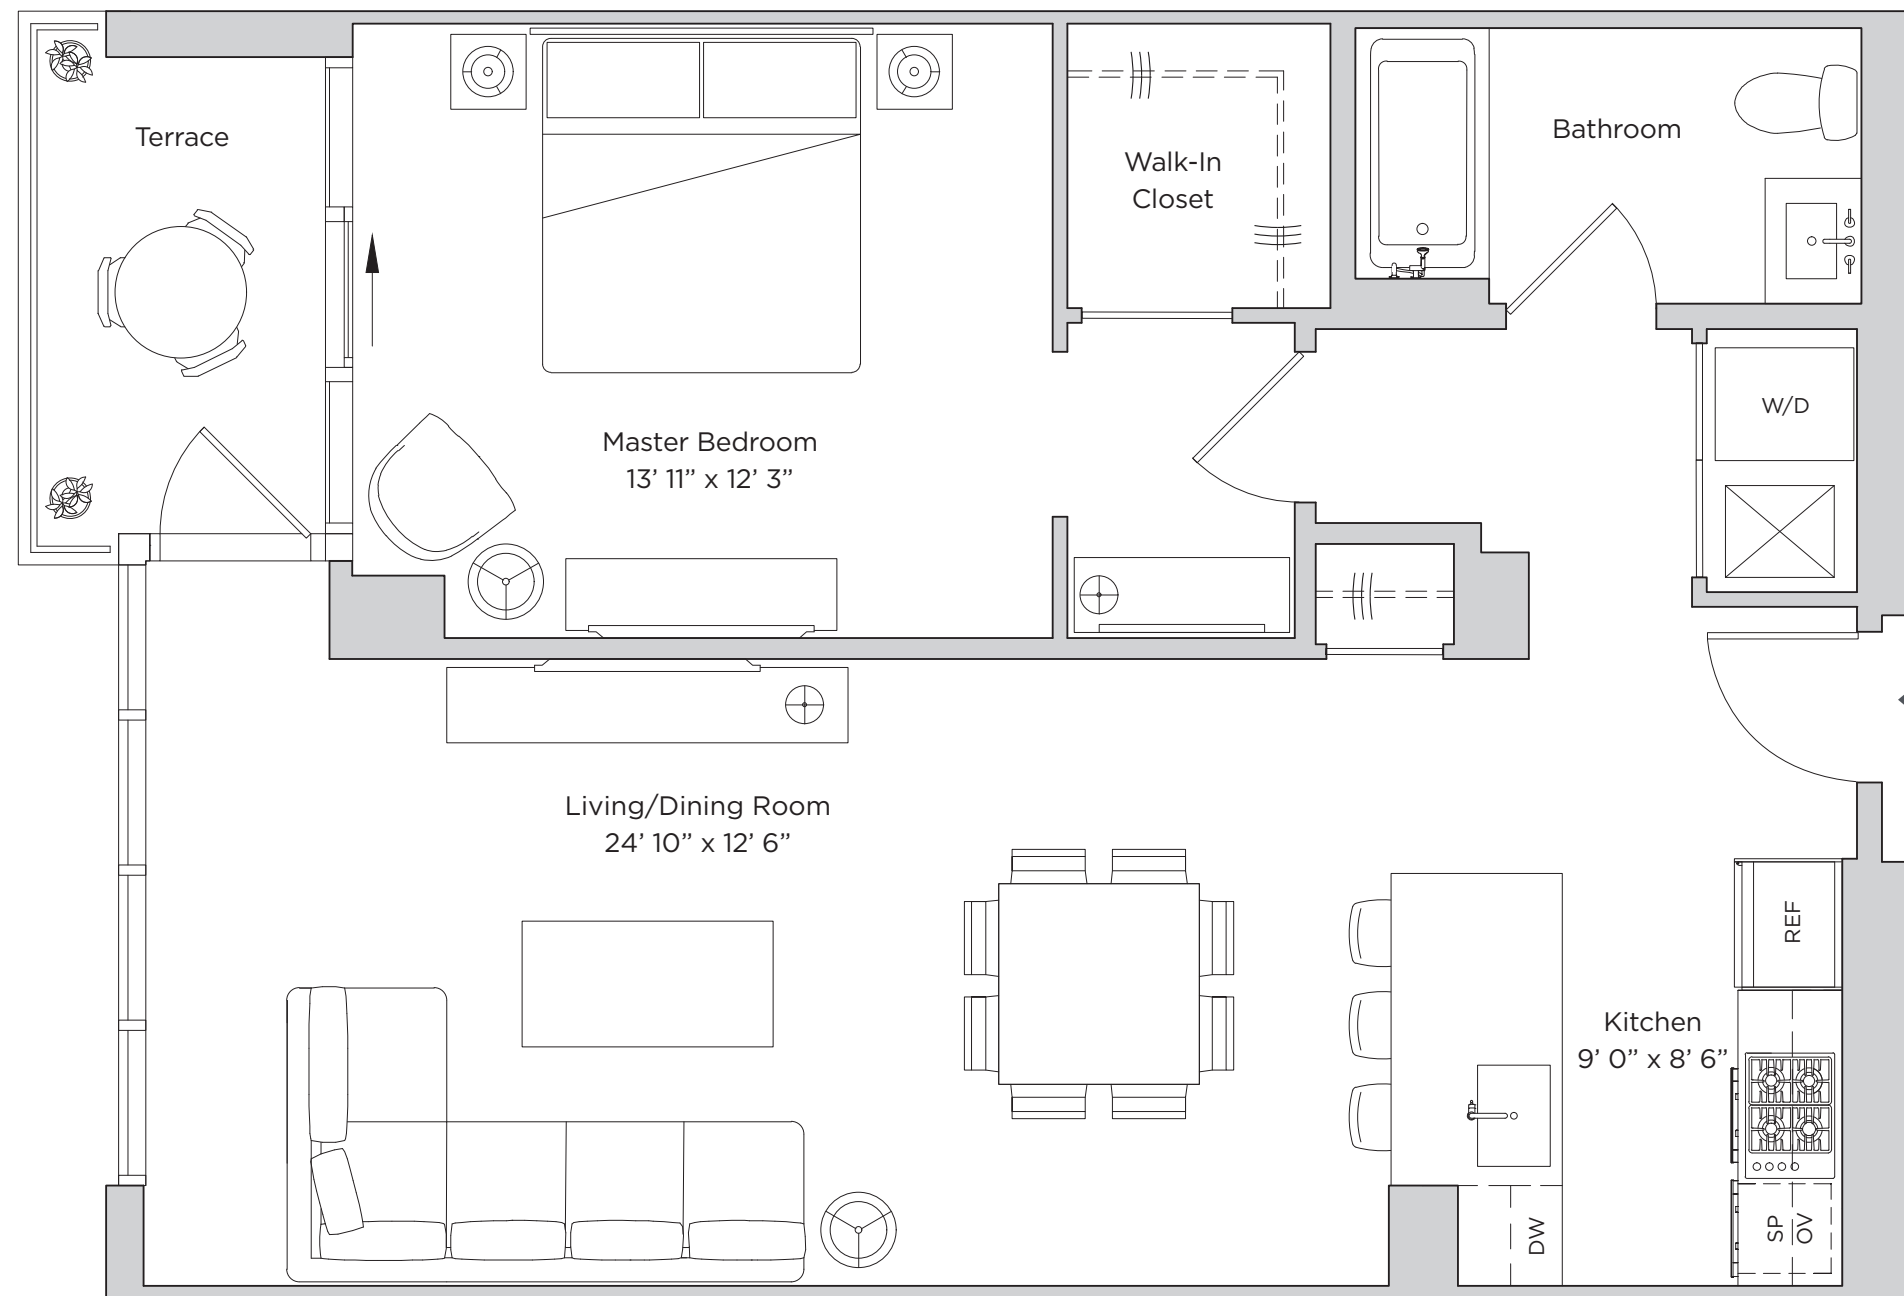 Terrace
Walk-In
Closet
Bathroom
W/D
Master Bedroom
13’ 11” x 12’ 3”
Living/Dining Room
24’ 10” x 12’ 6”
REF
Kitchen
9’ 0” x 8’ 6”
DW
SP
OV